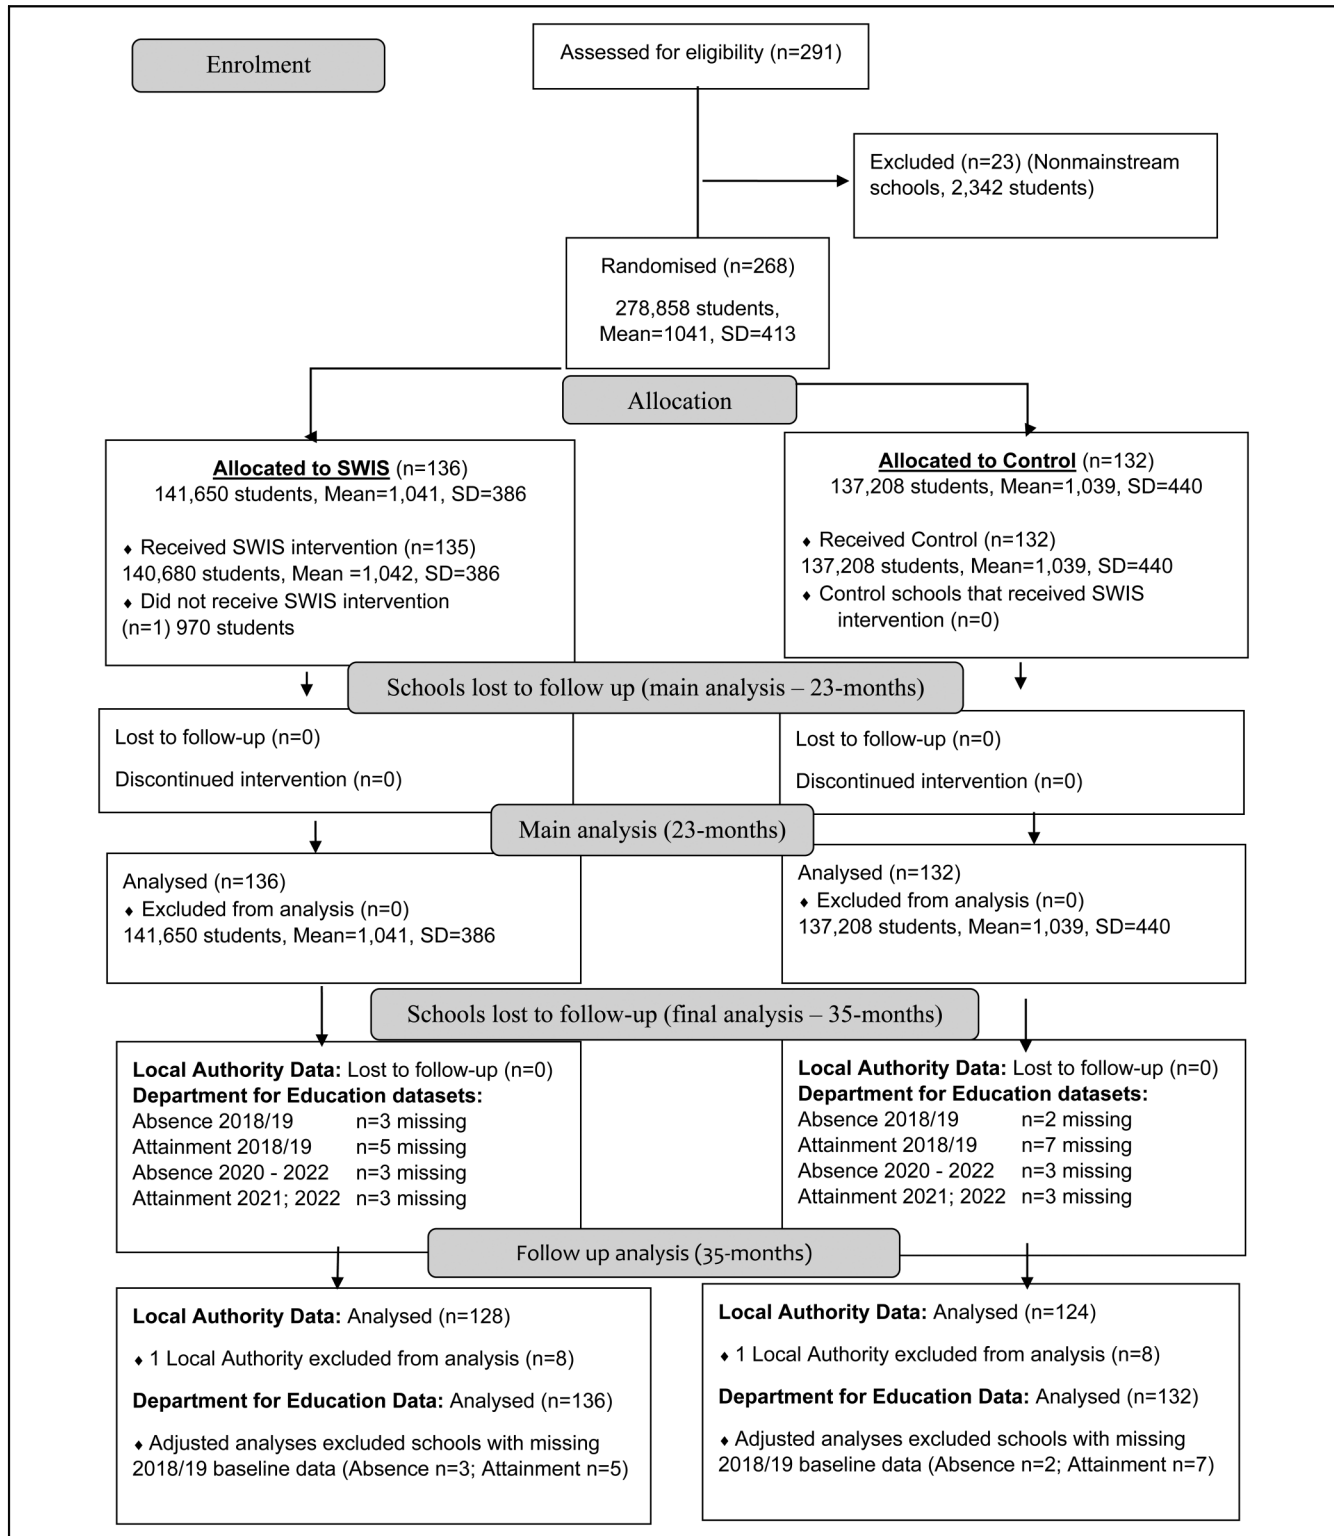 Enrolment
Assessed for eligibility (n=291)
Excluded (n=23) (Nonmainstream
schools, 2,342 students)
Randomised (n=268)
278,858 students,
Mean=1041, SD=413
Allocation
Allocated to SWIS (n=136)
141,650 students, Mean=1,041, SD=386
♦ Received SWIS intervention (n=135)
140,680 students, Mean =1,042, SD=386
♦ Did not receive SWIS intervention
(n=1) 970 students
Allocated to Control (n=132)
137,208 students, Mean=1,039, SD=440
♦ Received Control (n=132)
137,208 students, Mean=1,039, SD=440
♦ Control schools that received SWIS
intervention (n=0)
Schools lost to follow up (main analysis – 23-months)
Lost to follow-up (n=0)
Discontinued intervention (n=0)
Lost to follow-up (n=0)
Discontinued intervention (n=0)
Main analysis (23-months)
Analysed (n=136)
♦ Excluded from analysis (n=0)
141,650 students, Mean=1,041, SD=386
Analysed (n=132)
♦ Excluded from analysis (n=0)
137,208 students, Mean=1,039, SD=440
Schools lost to follow-up (final analysis – 35-months)
Local Authority Data: Lost to follow-up (n=0)
Department for Education datasets:
Absence 2018/19 n=3 missing
Attainment 2018/19 n=5 missing
Absence 2020 - 2022 n=3 missing
Attainment 2021; 2022 n=3 missing
Local Authority Data: Lost to follow-up (n=0)
Department for Education datasets:
Absence 2018/19 n=2 missing
Attainment 2018/19 n=7 missing
Absence 2020 - 2022 n=3 missing
Attainment 2021; 2022 n=3 missing
Follow up analysis (35-months)
Local Authority Data: Analysed (n=128)
♦ 1 Local Authority excluded from analysis (n=8)
Department for Education Data: Analysed (n=136)
♦ Adjusted analyses excluded schools with missing
2018/19 baseline data (Absence n=3; Attainment n=5)
Local Authority Data: Analysed (n=124)
♦ 1 Local Authority excluded from analysis (n=8)
Department for Education Data: Analysed (n=132)
♦ Adjusted analyses excluded schools with missing
2018/19 baseline data (Absence n=2; Attainment n=7)